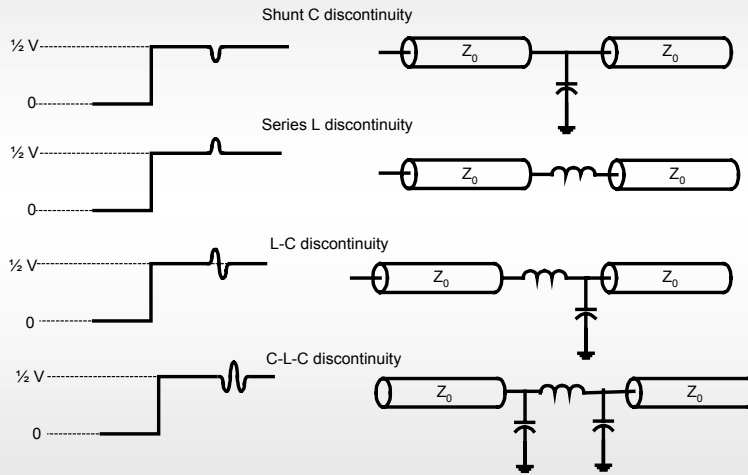 Shunt C discontinuity
½ V
0
Z0
Z0
Series L discontinuity
½ V
0
Z0
Z0
L-C discontinuity
½ V
0
Z0
Z0
C-L-C discontinuity
½ V
0
Z0
Z0